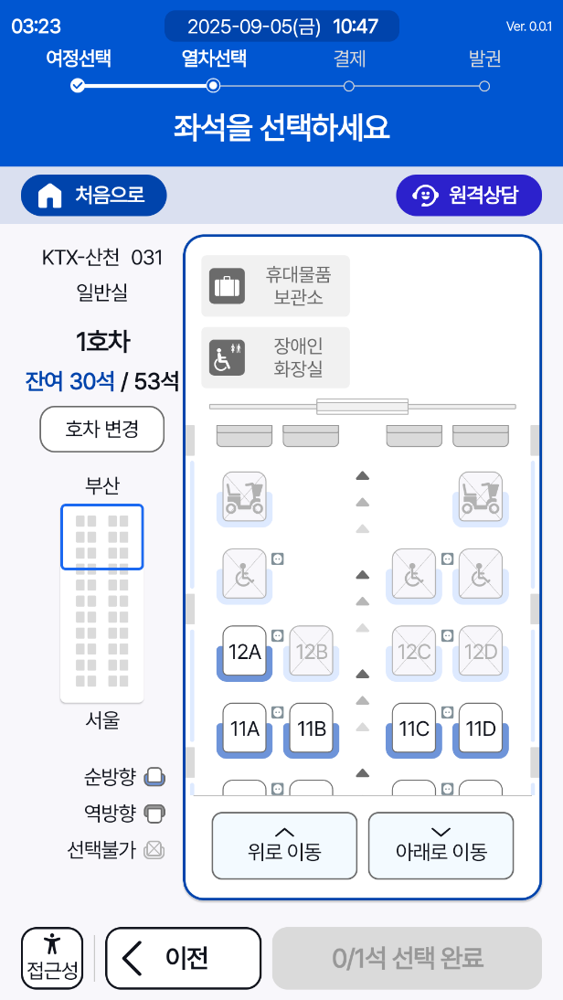 03:23
2025-09-05(금) 10:47
Ver. 0.0.1
여정선택 열차선택 결제 발권
좌석을 선택하세요
처음으로
원격상담
KTX-산천 031
일반실
1호차
잔여 30석 / 53석
호차 변경
부산
서울
순방향
역방향
선택불가
휴대물품
보관소
장애인
화장실
12A 12B 12C 12D
11A 11B 11C 11D
위로 이동
아래로 이동
접근성
이전
0/1석 선택 완료